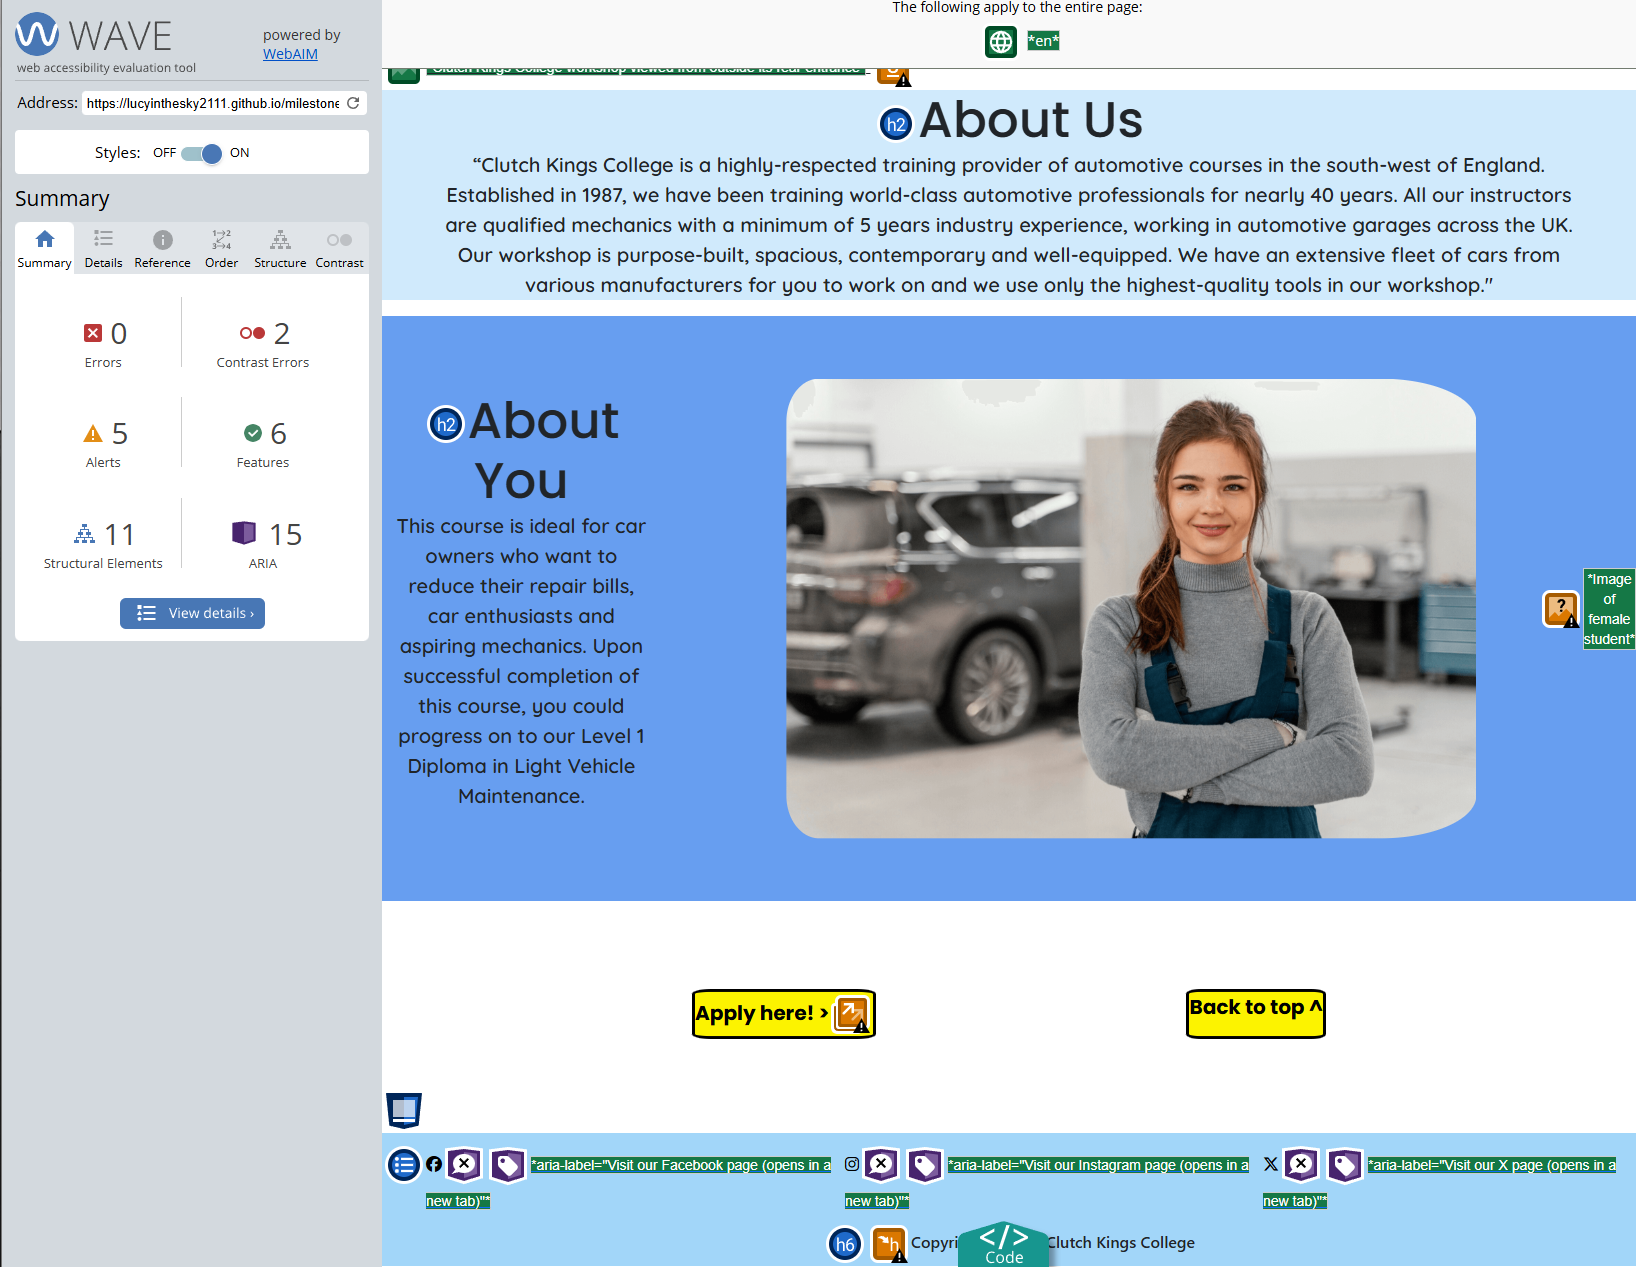 WAVE
web accessibility evaluation tool
powered by
WebAIM
Address: https://lucyinthesky2111.github.io/milestone
Styles: OFF ON
Summary
Summary Details Reference Order Structure Contrast
0
Errors
2
Contrast Errors
5
Alerts
6
Features
11
Structural Elements
15
ARIA
View details ›
The following apply to the entire page:
*en*
*Clutch Kings College workshop viewed from outside its rear entrance*
h2 About Us
“Clutch Kings College is a highly-respected training provider of automotive courses in the south-west of England.
Established in 1987, we have been training world-class automotive professionals for nearly 40 years. All our instructors
are qualified mechanics with a minimum of 5 years industry experience, working in automotive garages across the UK.
Our workshop is purpose-built, spacious, contemporary and well-equipped. We have an extensive fleet of cars from
various manufacturers for you to work on and we use only the highest-quality tools in our workshop."
h2 About
You
This course is ideal for car
owners who want to
reduce their repair bills,
car enthusiasts and
aspiring mechanics. Upon
successful completion of
this course, you could
progress on to our Level 1
Diploma in Light Vehicle
Maintenance.
*Image
of
female
student*
Apply here! >
Back to top ^
*aria-label="Visit our Facebook page (opens in a
new tab)"*
*aria-label="Visit our Instagram page (opens in a
new tab)"*
*aria-label="Visit our X page (opens in a
new tab)"*
h6 h Copyri Clutch Kings College
</> Code